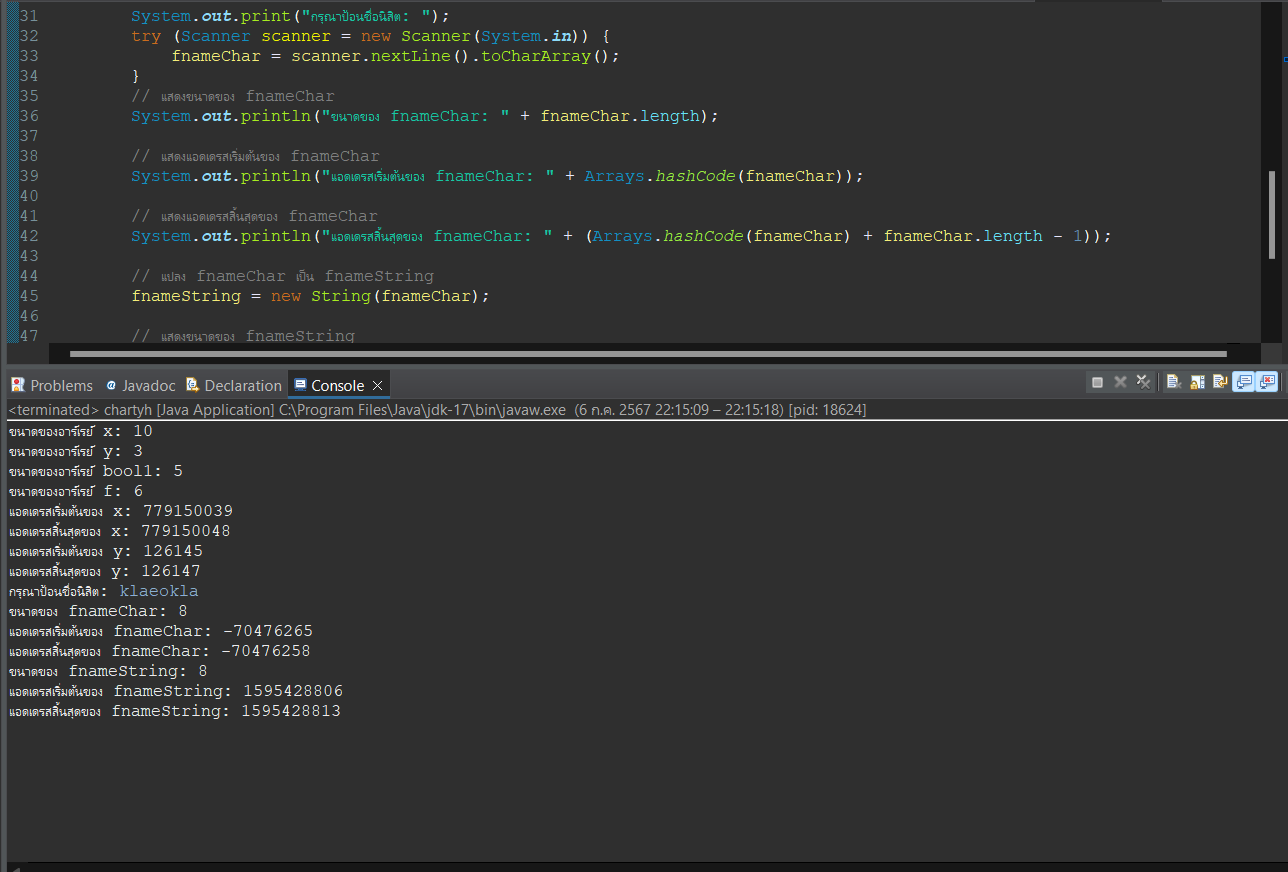 31 System.out.print("กรุณาป้อนชื่อนิสิต: ");
32 try (Scanner scanner = new Scanner(System.in)) {
33 fnameChar = scanner.nextLine().toCharArray();
34 }
35 // แสดงขนาดของ fnameChar
36 System.out.println("ขนาดของ fnameChar: " + fnameChar.length);
37
38 // แสดงแอดเดรสเริ่มต้นของ fnameChar
39 System.out.println("แอดเดรสเริ่มต้นของ fnameChar: " + Arrays.hashCode(fnameChar));
40
41 // แสดงแอดเดรสสิ้นสุดของ fnameChar
42 System.out.println("แอดเดรสสิ้นสุดของ fnameChar: " + (Arrays.hashCode(fnameChar) + fnameChar.length - 1));
43
44 // แปลง fnameChar เป็น fnameString
45 fnameString = new String(fnameChar);
46
47 // แสดงขนาดของ fnameString
Problems @ Javadoc Declaration Console
<terminated> chartyh [Java Application] C:\Program Files\Java\jdk-17\bin\javaw.exe (6 ก.ค. 2567 22:15:09 – 22:15:18) [pid: 18624]
ขนาดของอาร์เรย์ x: 10
ขนาดของอาร์เรย์ y: 3
ขนาดของอาร์เรย์ bool1: 5
ขนาดของอาร์เรย์ f: 6
แอดเดรสเริ่มต้นของ x: 779150039
แอดเดรสสิ้นสุดของ x: 779150048
แอดเดรสเริ่มต้นของ y: 126145
แอดเดรสสิ้นสุดของ y: 126147
กรุณาป้อนชื่อนิสิต: klaeokla
ขนาดของ fnameChar: 8
แอดเดรสเริ่มต้นของ fnameChar: -70476265
แอดเดรสสิ้นสุดของ fnameChar: -70476258
ขนาดของ fnameString: 8
แอดเดรสเริ่มต้นของ fnameString: 1595428806
แอดเดรสสิ้นสุดของ fnameString: 1595428813